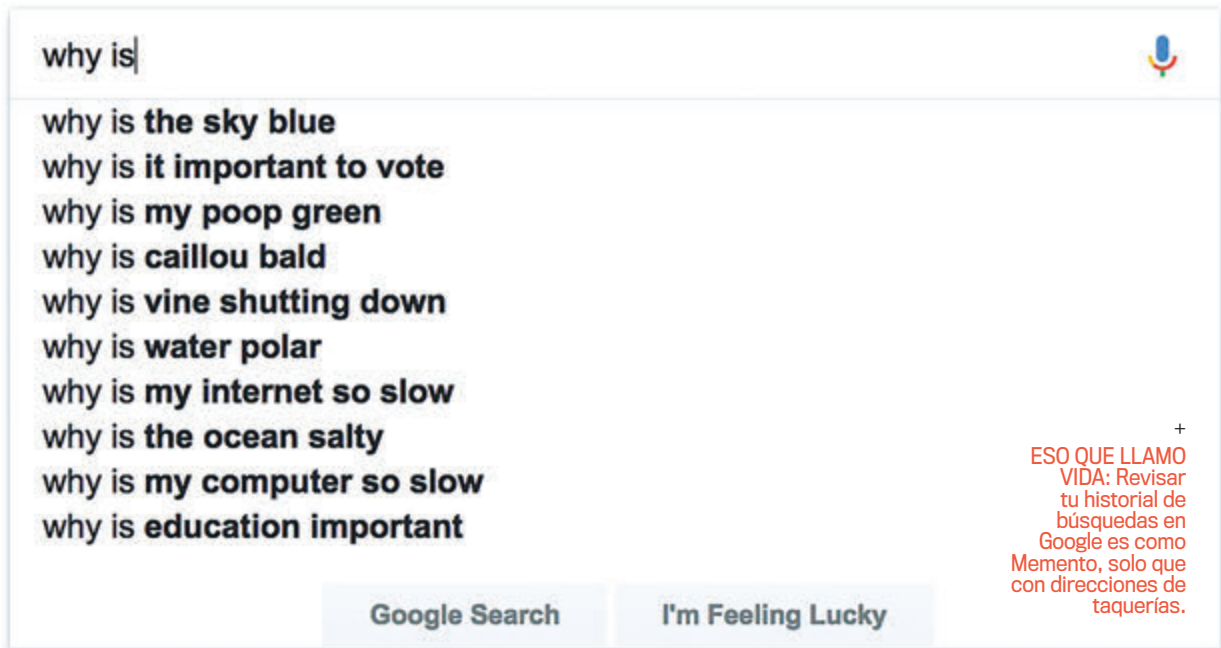 why is
why is the sky blue
why is it important to vote
why is my poop green
why is caillou bald
why is vine shutting down
why is water polar
why is my internet so slow
why is the ocean salty
why is my computer so slow
why is education important
Google Search
I'm Feeling Lucky
+
ESO QUE LLAMO
VIDA: Revisar
tu historial de
búsquedas en
Google es como
Memento, solo que
con direcciones de
taquerías.